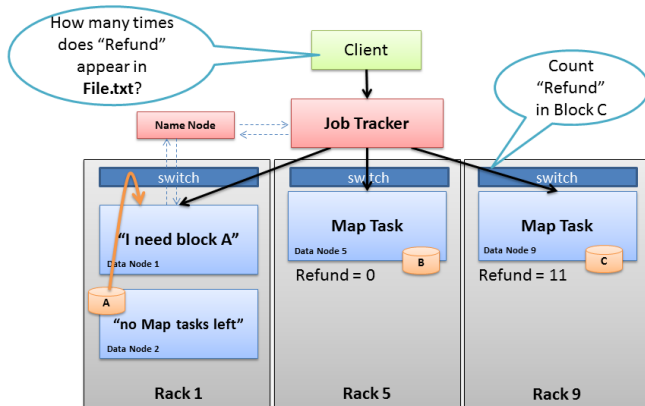 How many times
does “Refund”
appear in
File.txt?
Client
Count
“Refund”
in Block C
Name Node
Job Tracker
switch
switch
switch
“I need block A”
Data Node 1
Map Task
Data Node 5
B
Map Task
Data Node 9
C
Refund = 0
Refund = 11
A
“no Map tasks left”
Data Node 2
Rack 1
Rack 5
Rack 9